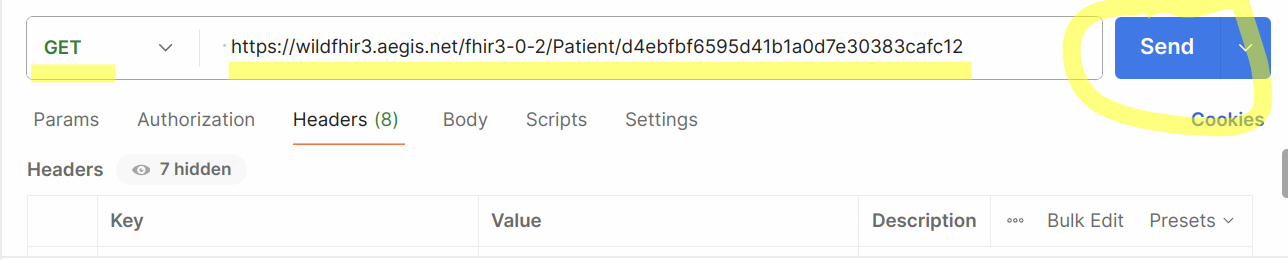 GET https://wildfhir3.aegis.net/fhir3-0-2/Patient/d4ebfbf6595d41b1a0d7e30383cafc12 Send
Params Authorization Headers (8) Body Scripts Settings Cookies
Headers 7 hidden
Key Value Description Bulk Edit Presets